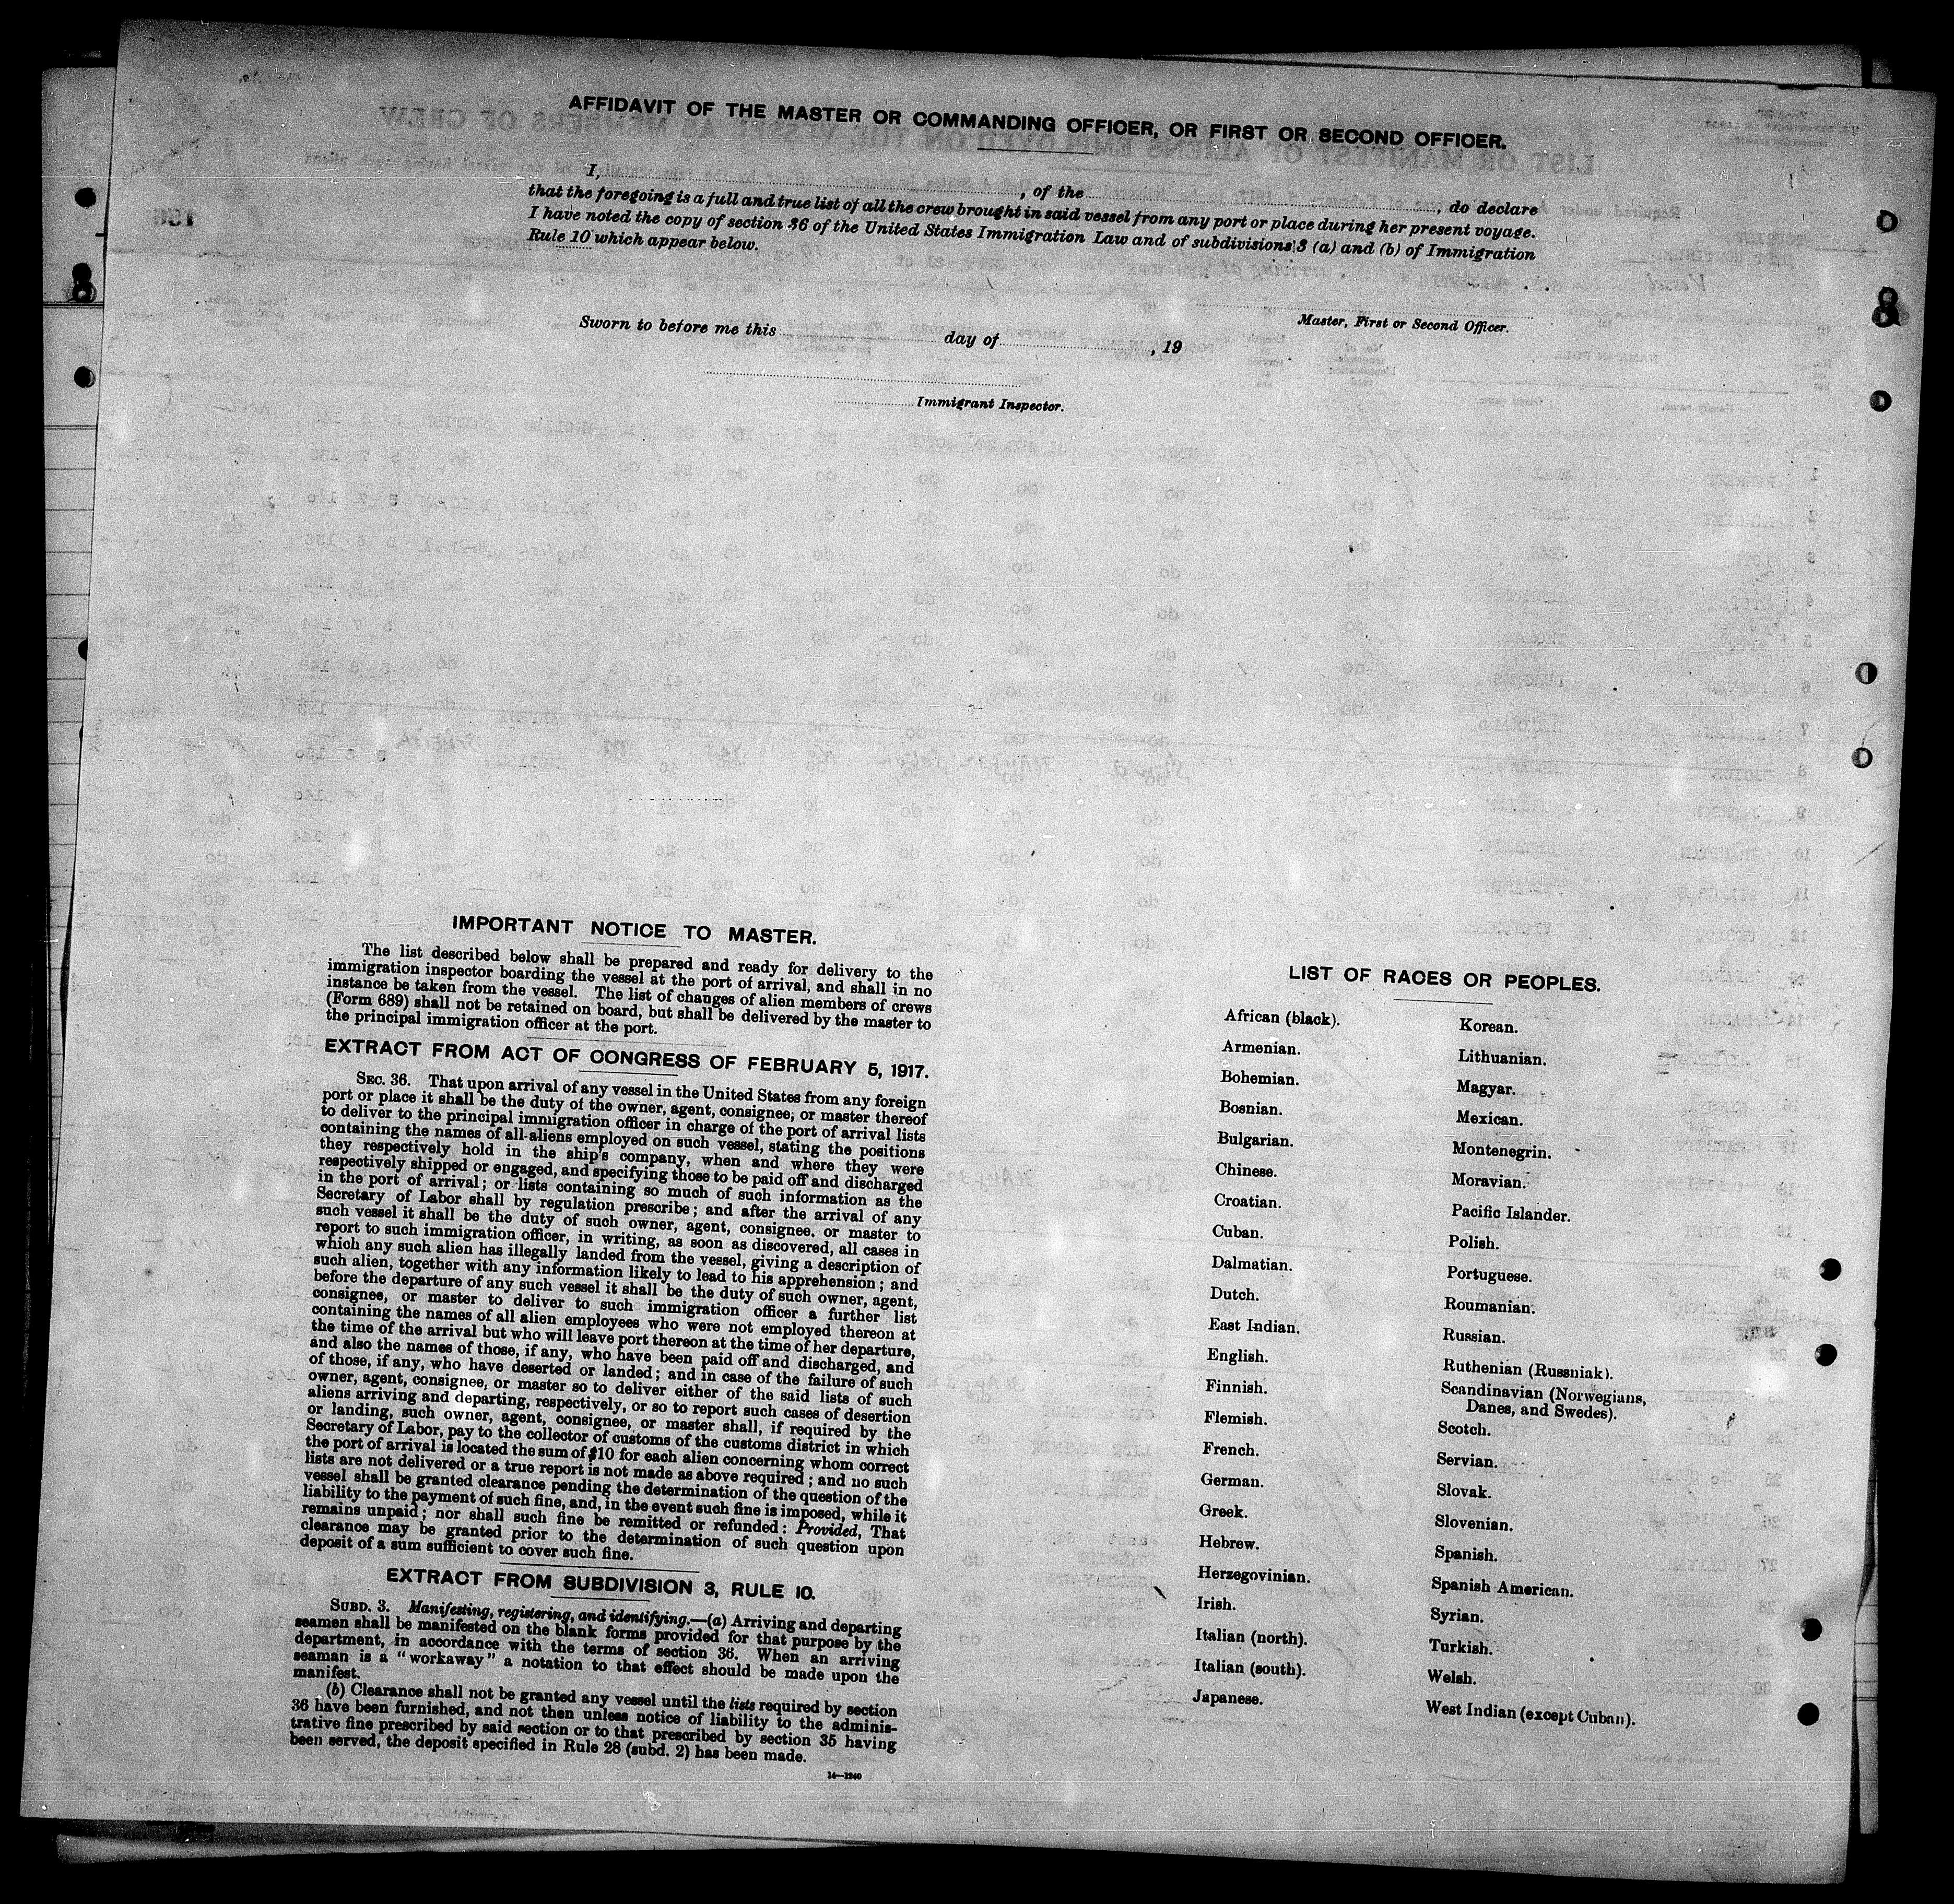 AFFIDAVIT OF THE MASTER OR COMMANDING OFFICER, OR FIRST OR SECOND OFFICER.
I, , of the , do declare
that the foregoing is a full and true list of all the crew brought in said vessel from any port or place during her present voyage.
I have noted the copy of section 36 of the United States Immigration Law and of subdivisions 3 (a) and (b) of Immigration
Rule 10 which appear below.
Master, First or Second Officer.
Sworn to before me this day of , 19
Immigrant Inspector.
IMPORTANT NOTICE TO MASTER.
The list described below shall be prepared and ready for delivery to the
immigration inspector boarding the vessel at the port of arrival, and shall in no
instance be taken from the vessel. The list of changes of alien members of crews
(Form 689) shall not be retained on board, but shall be delivered by the master to
the principal immigration officer at the port.
EXTRACT FROM ACT OF CONGRESS OF FEBRUARY 5, 1917.
SEC. 36. That upon arrival of any vessel in the United States from any foreign
port or place it shall be the duty of the owner, agent, consignee, or master thereof
to deliver to the principal immigration officer in charge of the port of arrival lists
containing the names of all aliens employed on such vessel, stating the positions
they respectively hold in the ship's company, when and where they were
respectively shipped or engaged, and specifying those to be paid off and discharged
in the port of arrival; or lists containing so much of such information as the
Secretary of Labor shall by regulation prescribe; and after the arrival of any
such vessel it shall be the duty of such owner, agent, consignee, or master to
report to such immigration officer, in writing, as soon as discovered, all cases in
which any such alien has illegally landed from the vessel, giving a description of
such alien, together with any information likely to lead to his apprehension; and
before the departure of any such vessel it shall be the duty of such owner, agent,
consignee, or master to deliver to such immigration officer a further list
containing the names of all alien employees who were not employed thereon at
the time of the arrival but who will leave port thereon at the time of her departure,
and also the names of those, if any, who have been paid off and discharged, and
of those, if any, who have deserted or landed; and in case of the failure of such
owner, agent, consignee, or master so to deliver either of the said lists of such
aliens arriving and departing, respectively, or so to report such cases of desertion
or landing, such owner, agent, consignee, or master shall, if required by the
Secretary of Labor, pay to the collector of customs of the customs district in which
the port of arrival is located the sum of $10 for each alien concerning whom correct
lists are not delivered or a true report is not made as above required; and no such
vessel shall be granted clearance pending the determination of the question of the
liability to the payment of such fine, and, in the event such fine is imposed, while it
remains unpaid; nor shall such fine be remitted or refunded: Provided, That
clearance may be granted prior to the determination of such question upon
deposit of a sum sufficient to cover such fine.
EXTRACT FROM SUBDIVISION 3, RULE 10.
SUBD. 3. Manifesting, registering, and identifying.—(a) Arriving and departing
seamen shall be manifested on the blank forms provided for that purpose by the
department, in accordance with the terms of section 36. When an arriving
seaman is a "workaway" a notation to that effect should be made upon the
manifest.
(b) Clearance shall not be granted any vessel until the lists required by section
36 have been furnished, and not then unless notice of liability to the adminis-
trative fine prescribed by said section or to that prescribed by section 35 having
been served, the deposit specified in Rule 28 (subd. 2) has been made.
14—1240
LIST OF RACES OR PEOPLES.
African (black).
Armenian.
Bohemian.
Bosnian.
Bulgarian.
Chinese.
Croatian.
Cuban.
Dalmatian.
Dutch.
East Indian.
English.
Finnish.
Flemish.
French.
German.
Greek.
Hebrew.
Herzegovinian.
Irish.
Italian (north).
Italian (south).
Japanese.
Korean.
Lithuanian.
Magyar.
Mexican.
Montenegrin.
Moravian.
Pacific Islander.
Polish.
Portuguese.
Roumanian.
Russian.
Ruthenian (Russniak).
Scandinavian (Norwegians,
Danes, and Swedes).
Scotch.
Servian.
Slovak.
Slovenian.
Spanish.
Spanish American.
Syrian.
Turkish.
Welsh.
West Indian (except Cuban).